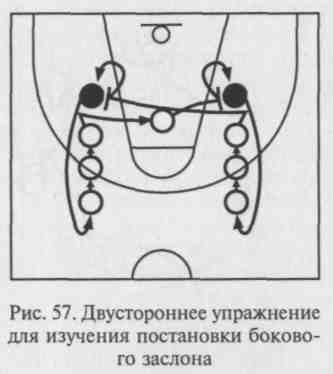 Рис. 57. Двустороннее упражнение
для изучения постановки боково-
го заслона